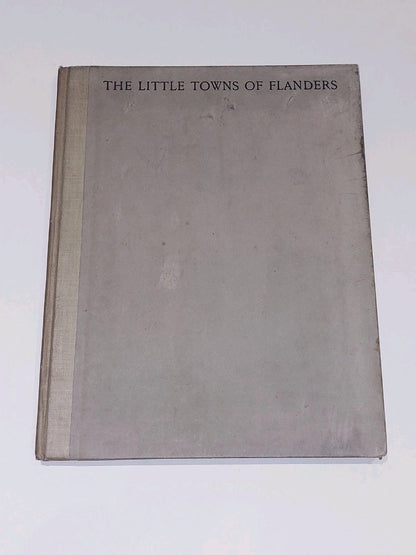 THE LITTLE TOWNS OF FLANDERS